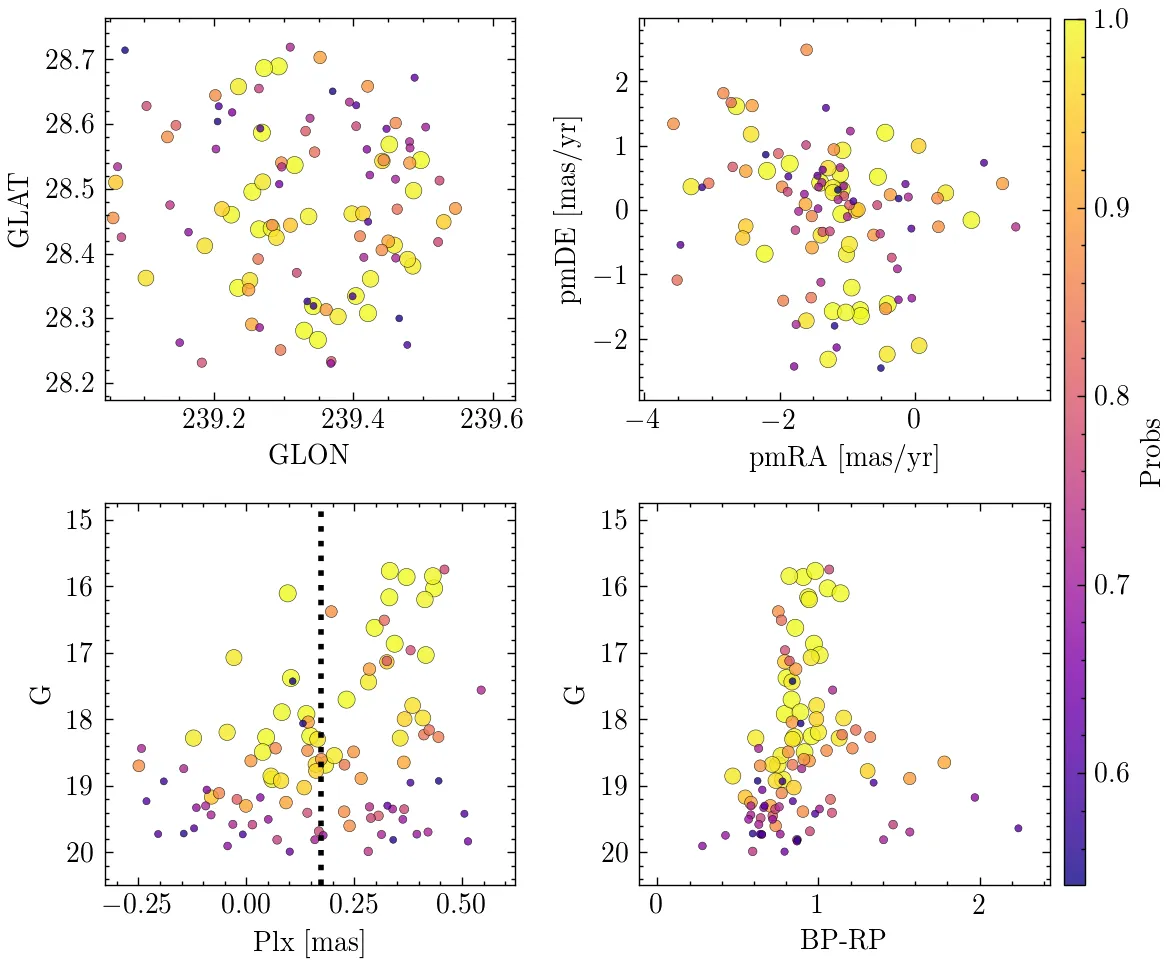 28.7
28.6
28.5
28.4
28.3
28.2
GLAT
239.2 239.4 239.6
GLON
2
1
0
−1
−2
pmDE [mas/yr]
−4 −2 0
pmRA [mas/yr]
15
16
17
18
19
20
G
−0.25 0.00 0.25 0.50
Plx [mas]
15
16
17
18
19
20
G
0 1 2
BP-RP
1.0
0.9
0.8
0.7
0.6
Probs